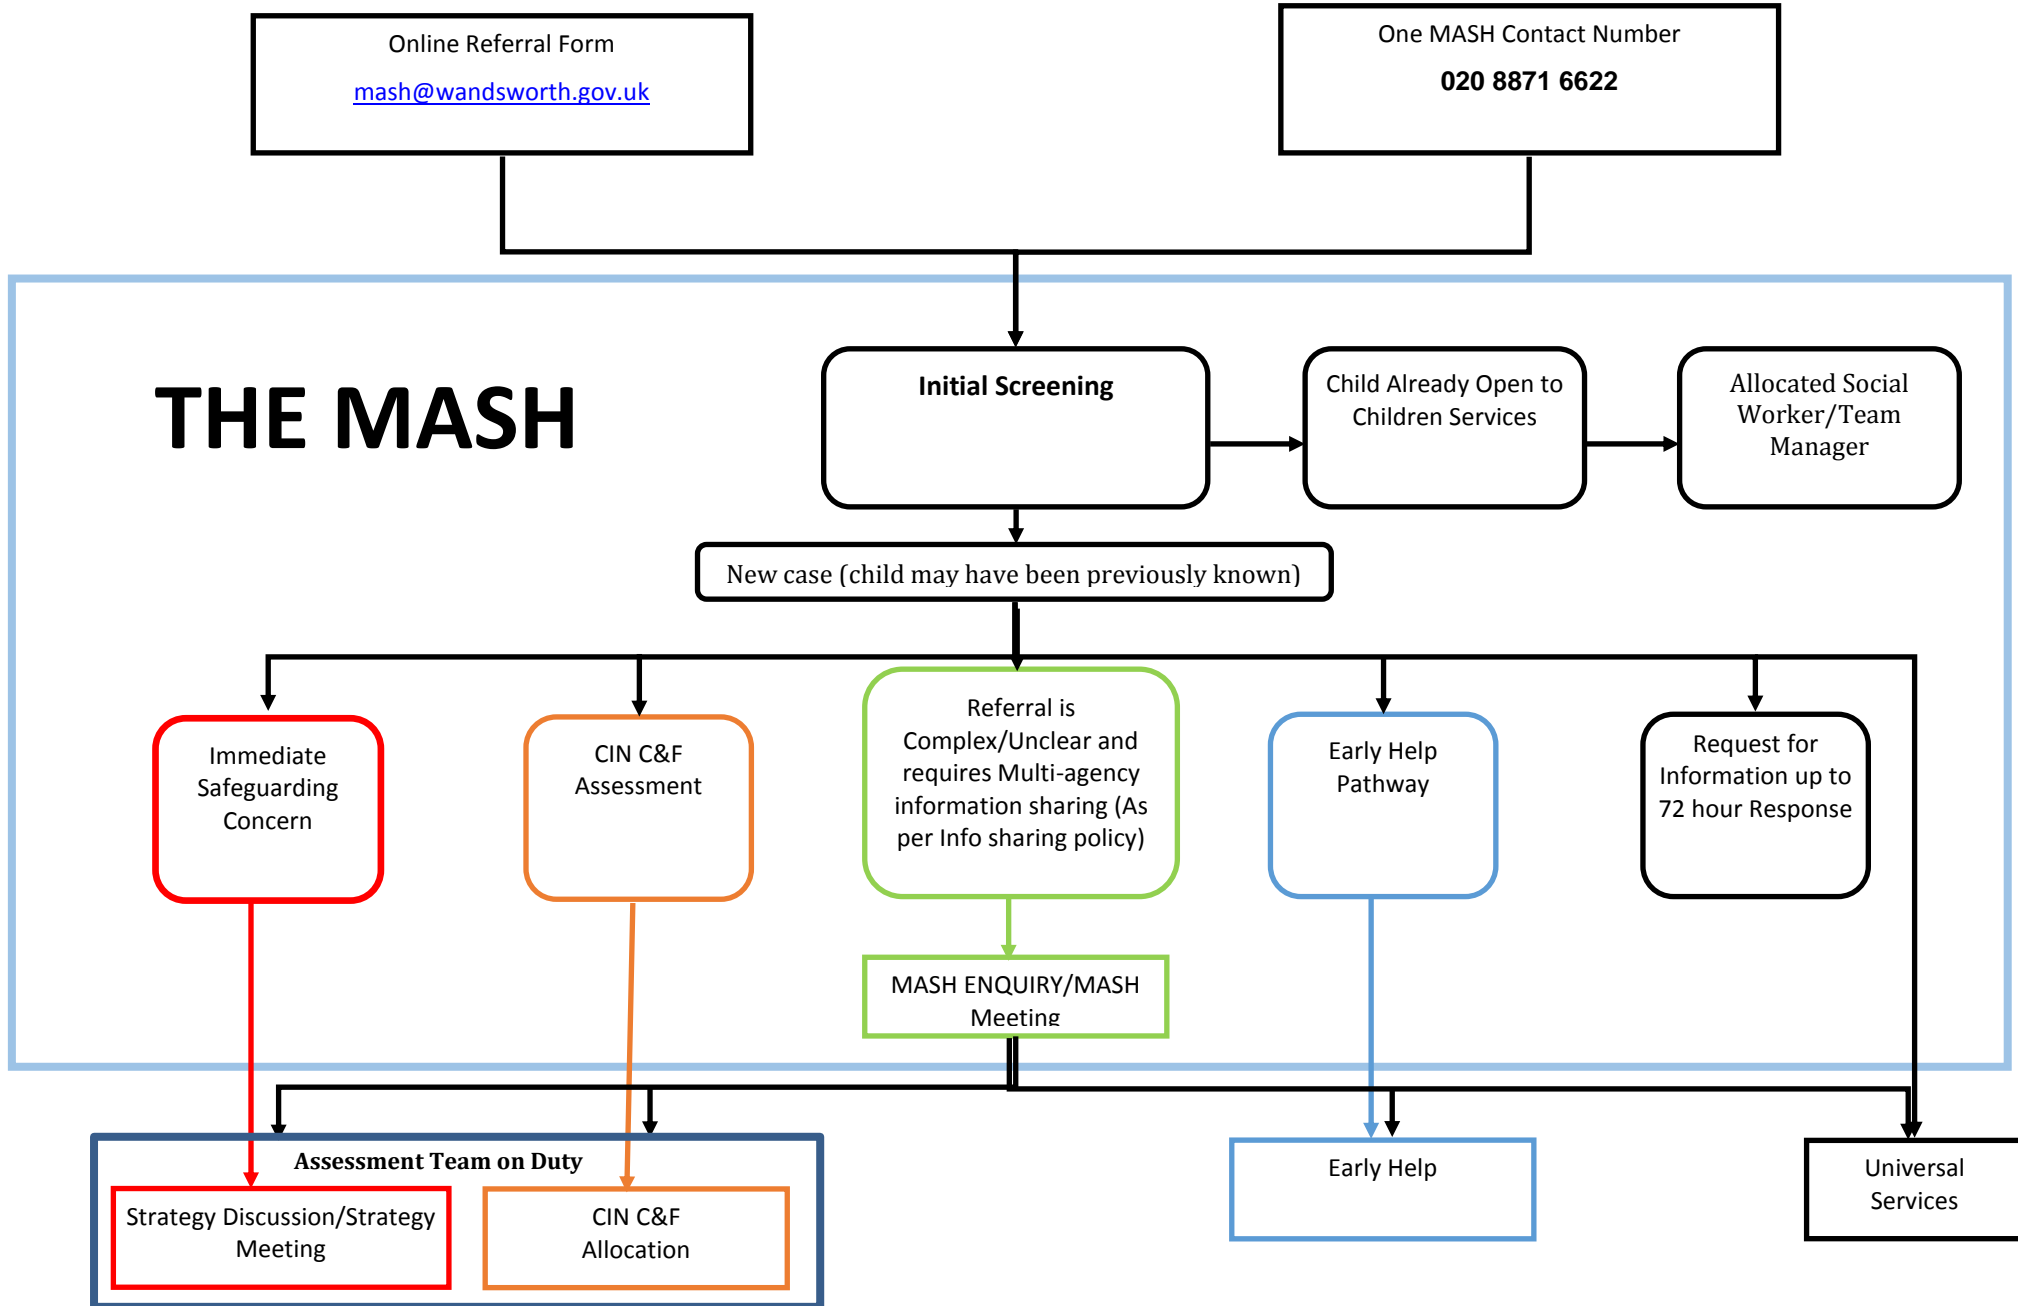 Online Referral Form
mash@wandsworth.gov.uk
One MASH Contact Number
020 8871 6622
THE MASH
Initial Screening
Child Already Open to
Children Services
Allocated Social
Worker/Team
Manager
New case (child may have been previously known)
Immediate
Safeguarding
Concern
CIN C&F
Assessment
Referral is
Complex/Unclear and
requires Multi-agency
information sharing (As
per Info sharing policy)
Early Help
Pathway
Request for
Information up to
72 hour Response
MASH ENQUIRY/MASH
Meeting
Assessment Team on Duty
Strategy Discussion/Strategy
Meeting
CIN C&F
Allocation
Early Help
Universal
Services